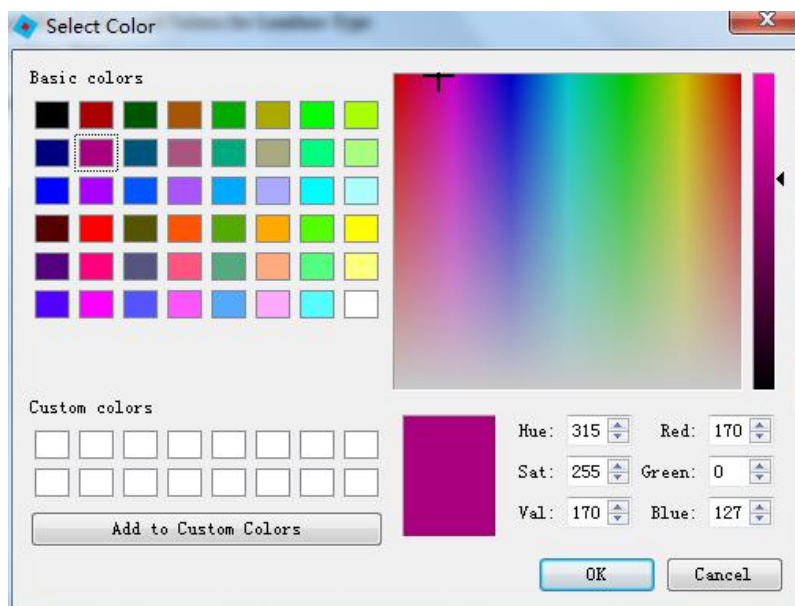 Select Color
Basic colors
Custom colors
Hue: 315 Red: 170
Sat: 255 Green: 0
Val: 170 Blue: 127
Add to Custom Colors
OK Cancel